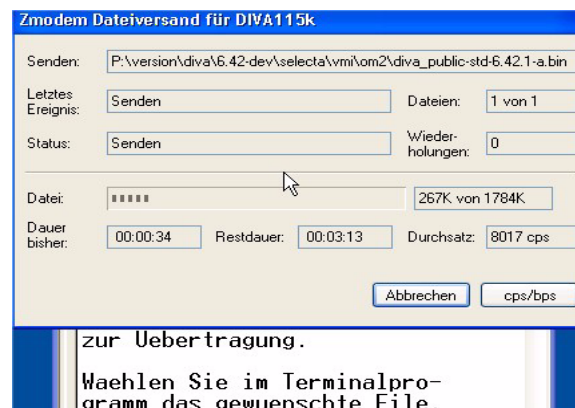 Zmodem Dateiversand für DIVA115k
Senden: P:\version\diva\6.42-dev\selecta\vmi\om2\diva_public-std-6.42.1-a.bin
Letztes Ereignis: Senden Dateien: 1 von 1
Status: Senden Wieder-holungen: 0
Datei: 267K von 1784K
Dauer bisher: 00:00:34 Restdauer: 00:03:13 Durchsatz: 8017 cps
Abbrechen cps/bps
zur Uebertragung.
Waehlen Sie im Terminalpro-
gramm das gewuenschte File.